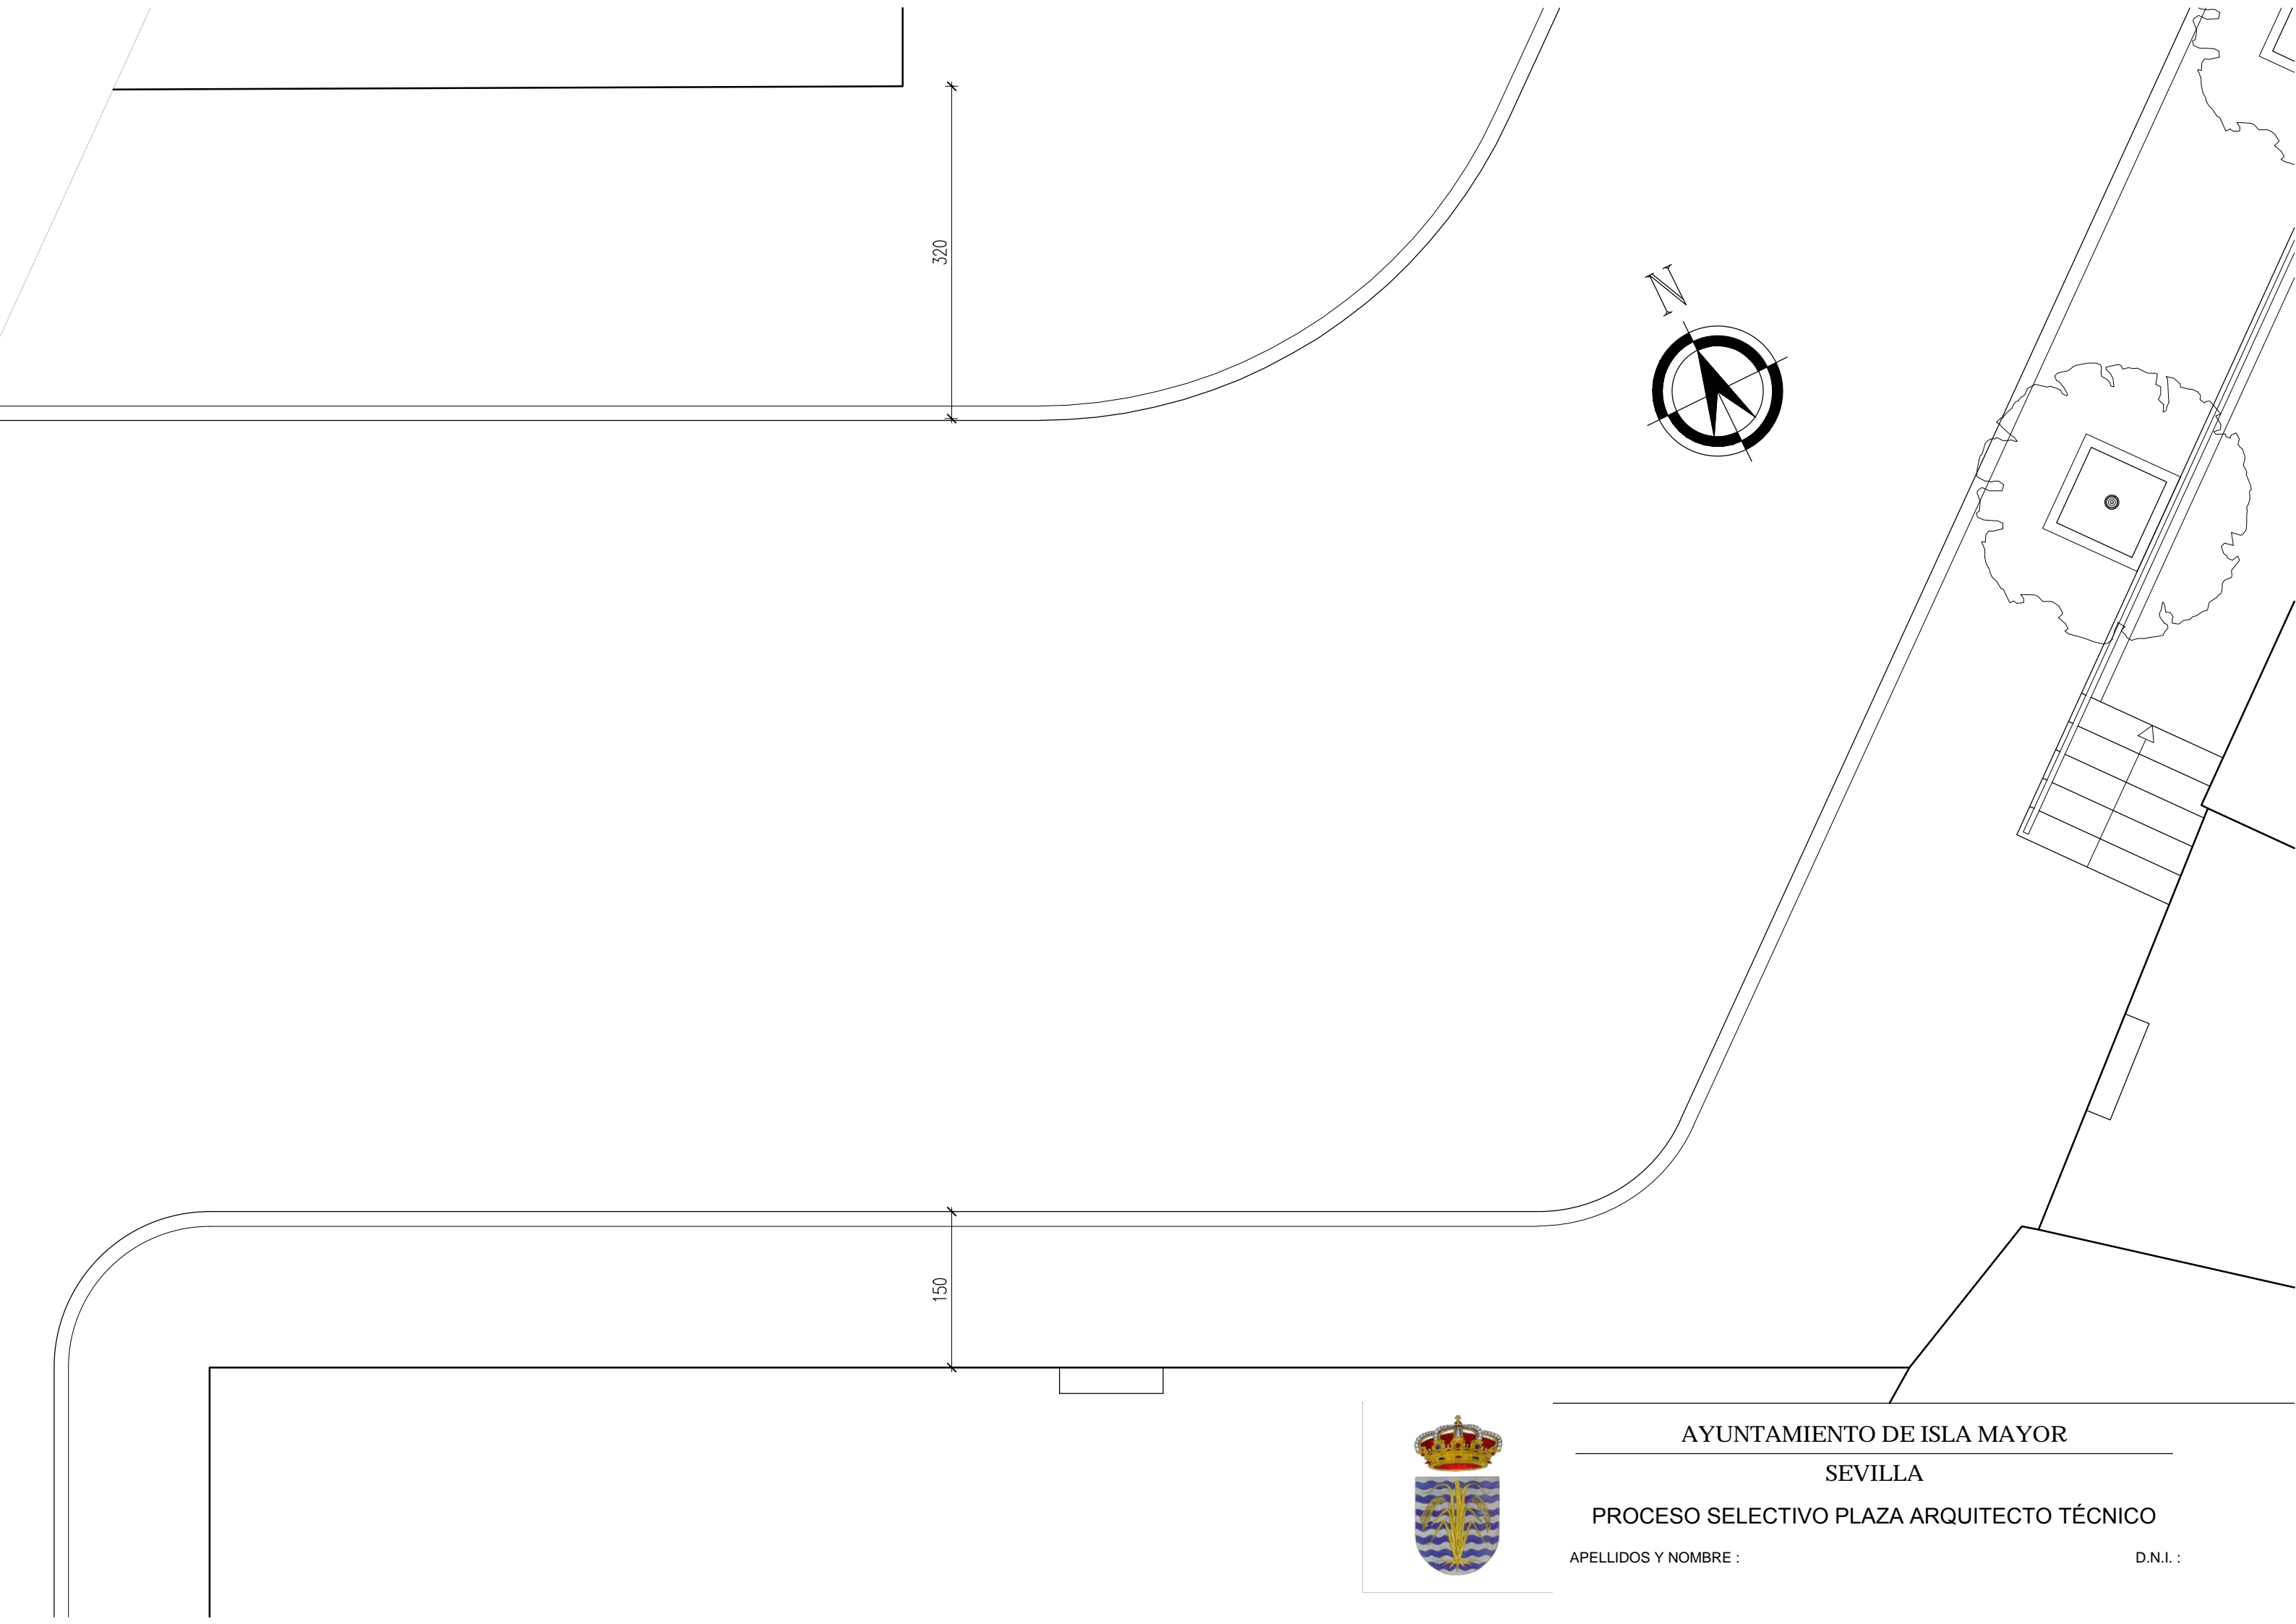 320
N
150
AYUNTAMIENTO DE ISLA MAYOR
SEVILLA
PROCESO SELECTIVO PLAZA ARQUITECTO TÉCNICO
APELLIDOS Y NOMBRE : D.N.I. :